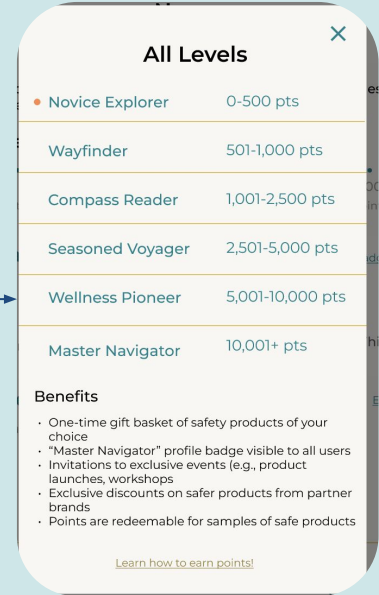 All Levels
Novice Explorer 0-500 pts
Wayfinder 501-1,000 pts
Compass Reader 1,001-2,500 pts
Seasoned Voyager 2,501-5,000 pts
Wellness Pioneer 5,001-10,000 pts
Master Navigator 10,001+ pts
Benefits
• One-time gift basket of safety products of your
choice
• “Master Navigator” profile badge visible to all users
• Invitations to exclusive events (e.g., product
launches, workshops
• Exclusive discounts on safer products from partner
brands
• Points are redeemable for samples of safe products
Learn how to earn points!